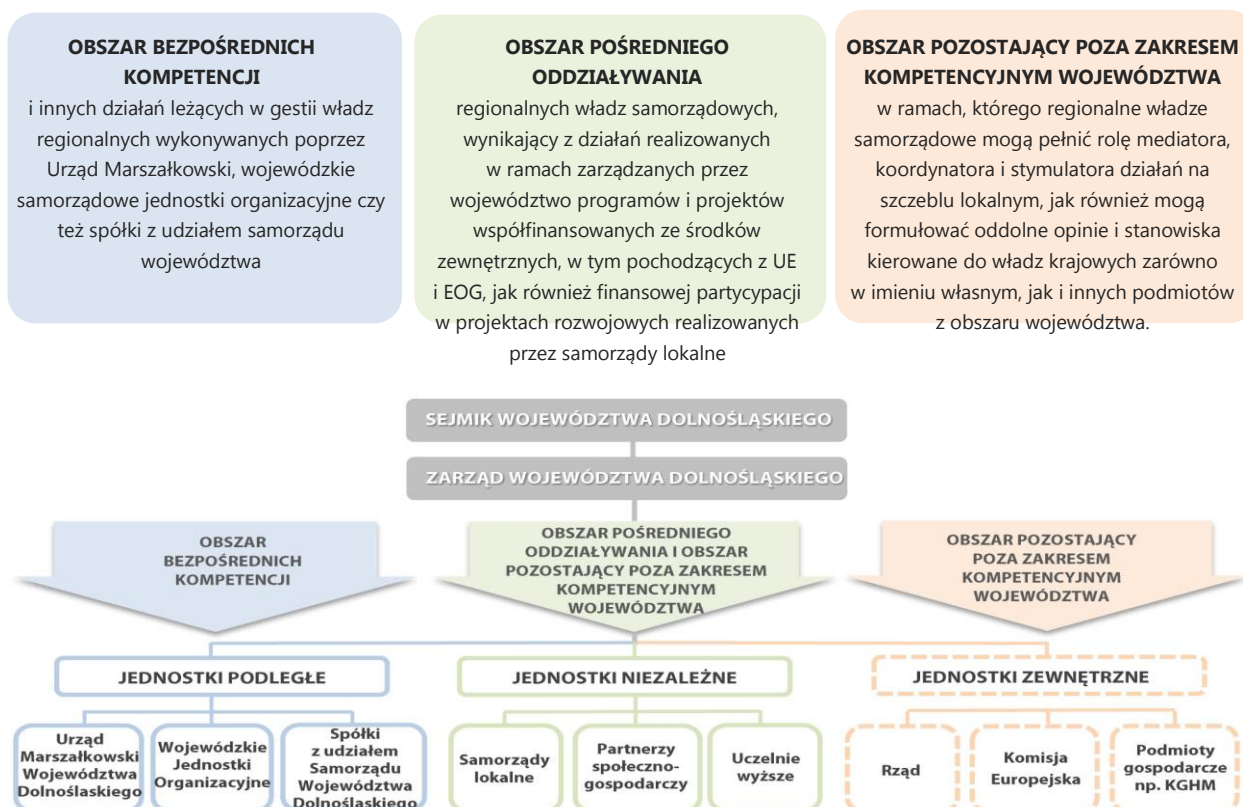 OBSZAR BEZPOŚREDNICH
KOMPETENCJI
i innych działań leżących w gestii władz
regionalnych wykonywanych poprzez
Urząd Marszałkowski, wojewódzkie
samorządowe jednostki organizacyjne czy
też spółki z udziałem samorządu
województwa
OBSZAR POŚREDNIEGO
ODDZIAŁYWANIA
regionalnych władz samorządowych,
wynikający z działań realizowanych
w ramach zarządzanych przez
województwo programów i projektów
współfinansowanych ze środków
zewnętrznych, w tym pochodzących z UE
i EOG, jak również finansowej partycypacji
w projektach rozwojowych realizowanych
przez samorządy lokalne
OBSZAR POZOSTAJĄCY POZA ZAKRESEM
KOMPETENCYJNYM WOJEWÓDZTWA
w ramach, którego regionalne władze
samorządowe mogą pełnić rolę mediatora,
koordynatora i stymulatora działań na
szczeblu lokalnym, jak również mogą
formułować oddolne opinie i stanowiska
kierowane do władz krajowych zarówno
w imieniu własnym, jak i innych podmiotów
z obszaru województwa.
SEJMIK WOJEWÓDZTWA DOLNOŚLĄSKIEGO
ZARZĄD WOJEWÓDZTWA DOLNOŚLĄSKIEGO
OBSZAR
BEZPOŚREDNICH
KOMPETENCJI
OBSZAR POŚREDNIEGO
ODDZIAŁYWANIA I OBSZAR
POZOSTAJĄCY POZA ZAKRESEM
KOMPETENCYJNYM
WOJEWÓDZTWA
OBSZAR POZOSTAJĄCY
POZA ZAKRESEM
KOMPETENCYJNYM
WOJEWÓDZTWA
JEDNOSTKI PODLEGŁE
JEDNOSTKI NIEZALEŻNE
JEDNOSTKI ZEWNĘTRZNE
Urząd
Marszałkowski
Województwa
Dolnoślaskiego
Wojewódzkie
Jednostki
Organizacyjne
Spółki
z udziałem
Samorządu
Województwa
Dolnoślaskiego
Samorządy
lokalne
Partnerzy
społeczno-
gospodarczy
Uczelnie
wyższe
Rząd
Komisja
Europejska
Podmioty
gospodarcze
np. KGHM